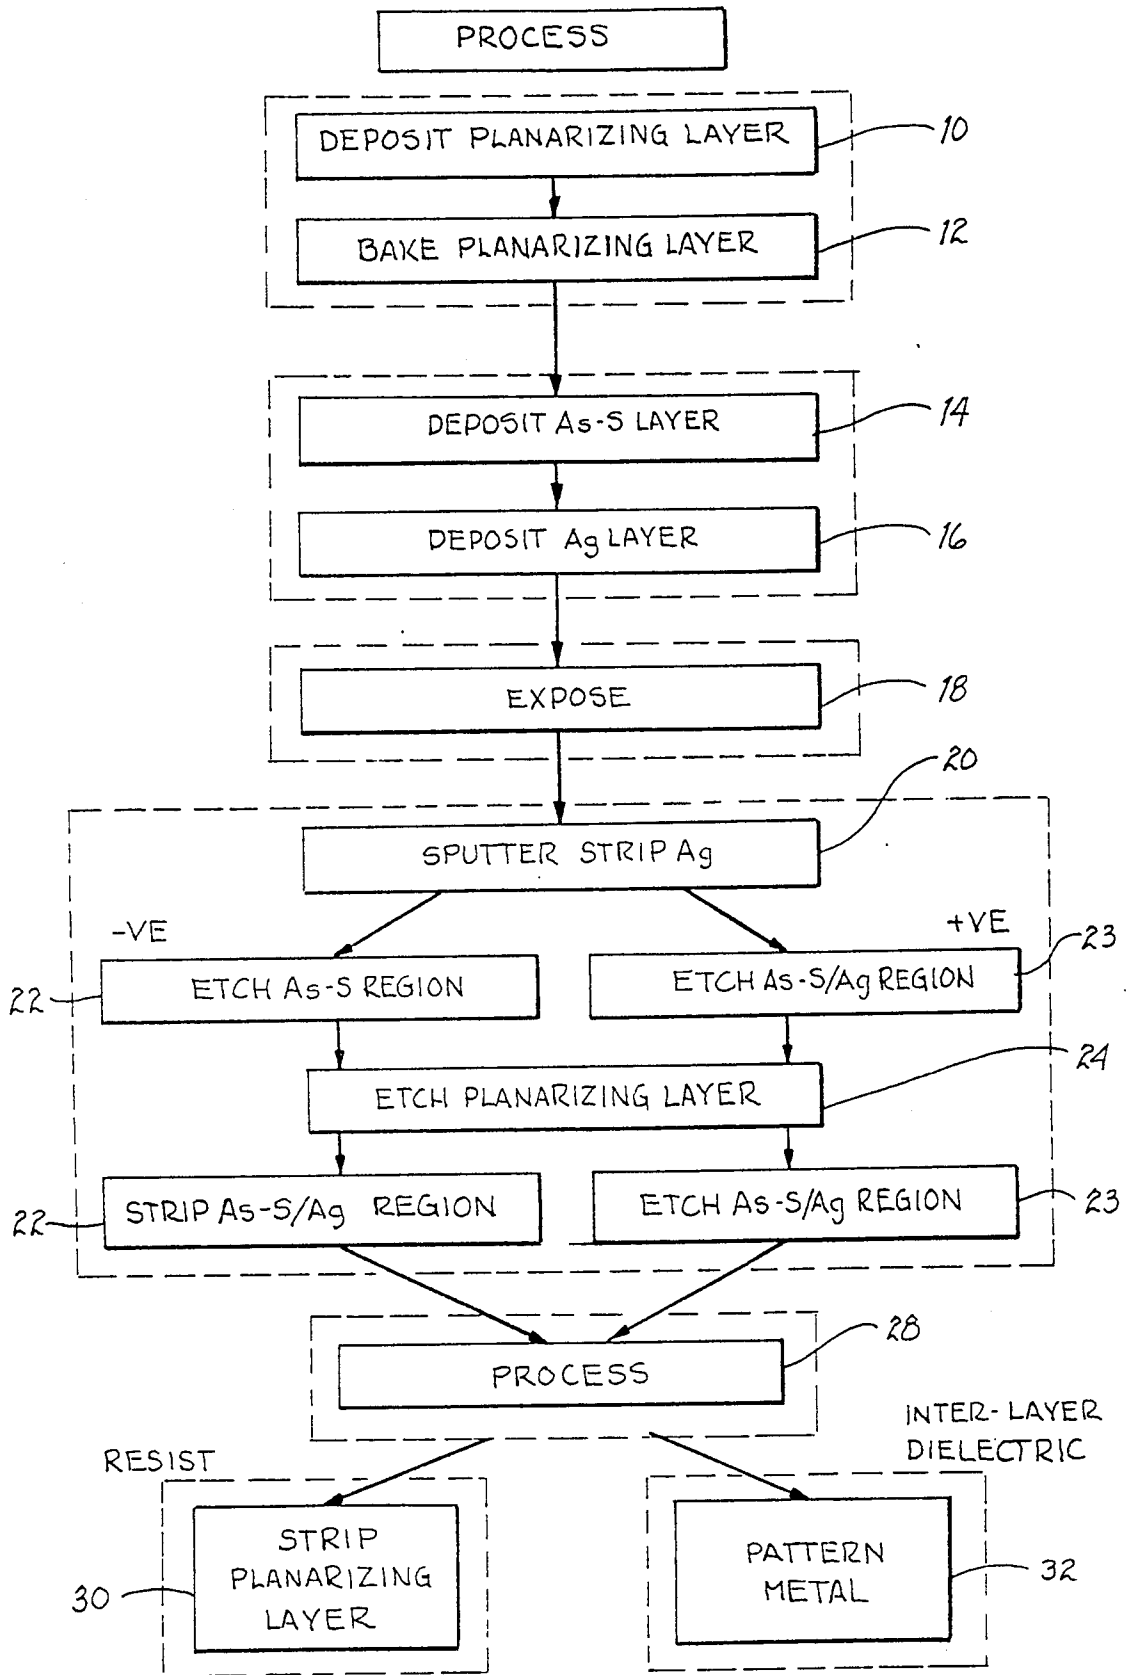 PROCESS
DEPOSIT PLANARIZING LAYER
10
BAKE PLANARIZING LAYER
12
DEPOSIT As-S LAYER
14
DEPOSIT Ag LAYER
16
EXPOSE
18
20
SPUTTER STRIP Ag
-VE
+VE
23
22
ETCH As-S REGION
ETCH As-S/Ag REGION
24
ETCH PLANARIZING LAYER
22
STRIP As-S/Ag REGION
ETCH As-S/Ag REGION
23
28
PROCESS
RESIST
INTER-LAYER
DIELECTRIC
STRIP
PLANARIZING
LAYER
30
PATTERN
METAL
32